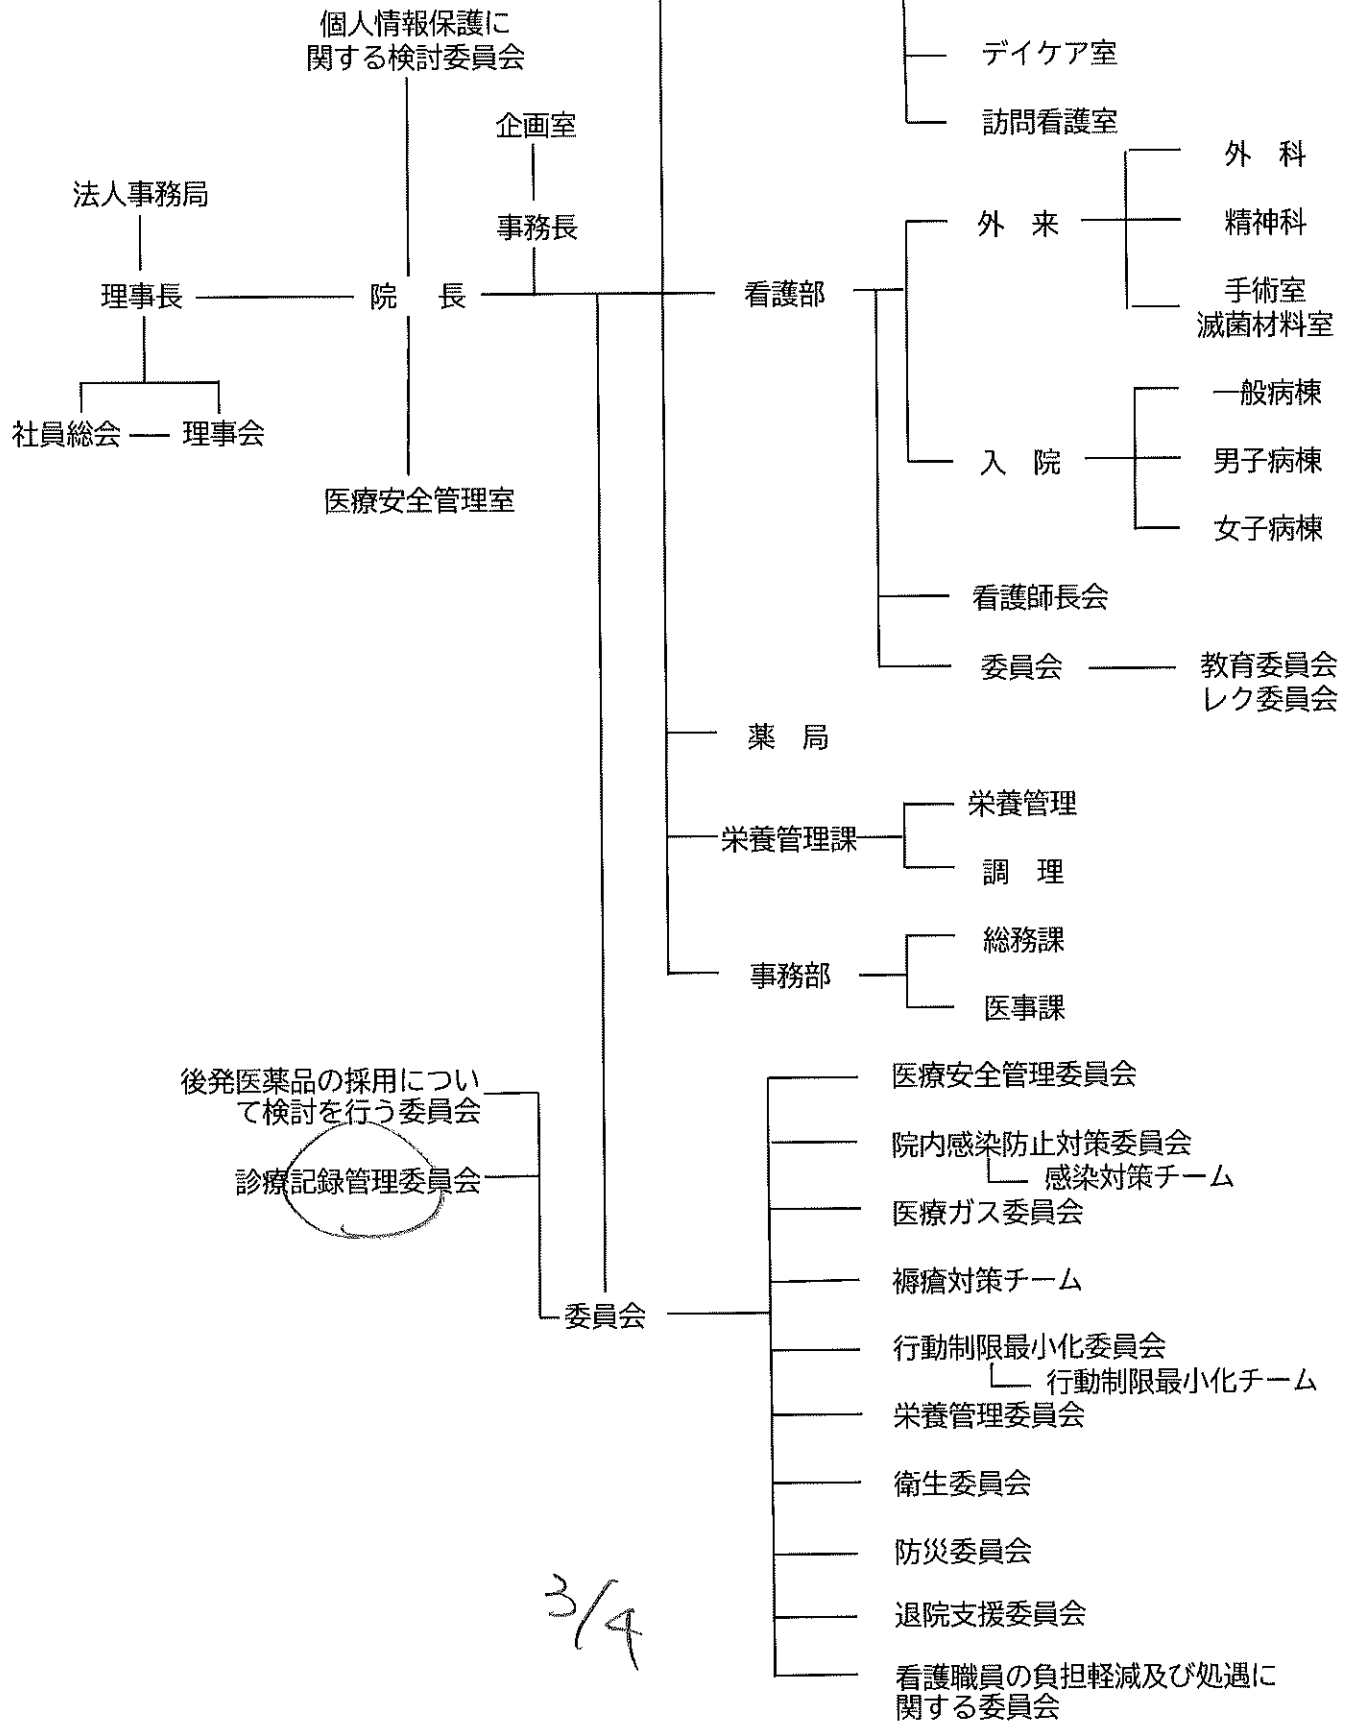 個人情報保護に
関する検討委員会
デイケア室
訪問看護室
企画室
事務長
法人事務局
理事長
院　長
社員総会
理事会
医療安全管理室
看護部
外　来
外　科
精神科
手術室
滅菌材料室
入　院
一般病棟
男子病棟
女子病棟
看護師長会
委員会
教育委員会
レク委員会
薬　局
栄養管理課
栄養管理
調　理
事務部
総務課
医事課
後発医薬品の採用につい
て検討を行う委員会
診療記録管理委員会
委員会
医療安全管理委員会
院内感染防止対策委員会
感染対策チーム
医療ガス委員会
褥瘡対策チーム
行動制限最小化委員会
行動制限最小化チーム
栄養管理委員会
衛生委員会
防災委員会
退院支援委員会
看護職員の負担軽減及び処遇に
関する委員会
3/4